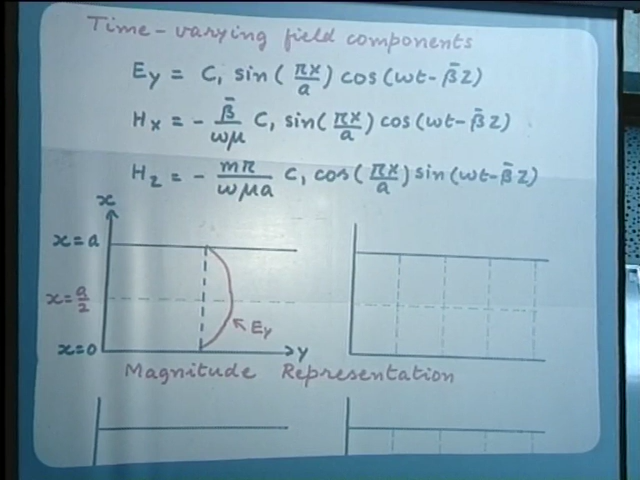 Time-varying field components
Ey = C₁ sin(πx/a) cos(ωt-β̄z)
Hx = - β̄/ωμ C₁ sin(πx/a) cos(ωt-β̄z)
Hz = - mπ/ωμa C₁ cos(πx/a) sin(ωt-β̄z)
x
x=a
x=a/2
Ey
x=0
y
Magnitude Representation